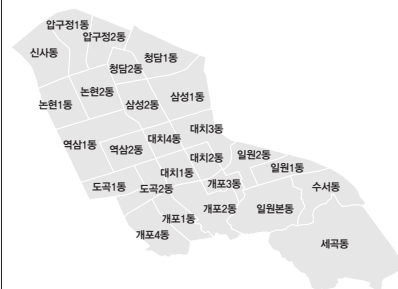 압구정1동
압구정2동
신사동
청담1동
청담2동
논현2동
논현1동
삼성2동
삼성1동
대치3동
대치4동
역삼1동
역삼2동
대치2동
일원2동
대치1동
일원1동
도곡1동
도곡2동
개포3동
수서동
개포2동
일원본동
개포1동
개포4동
세곡동